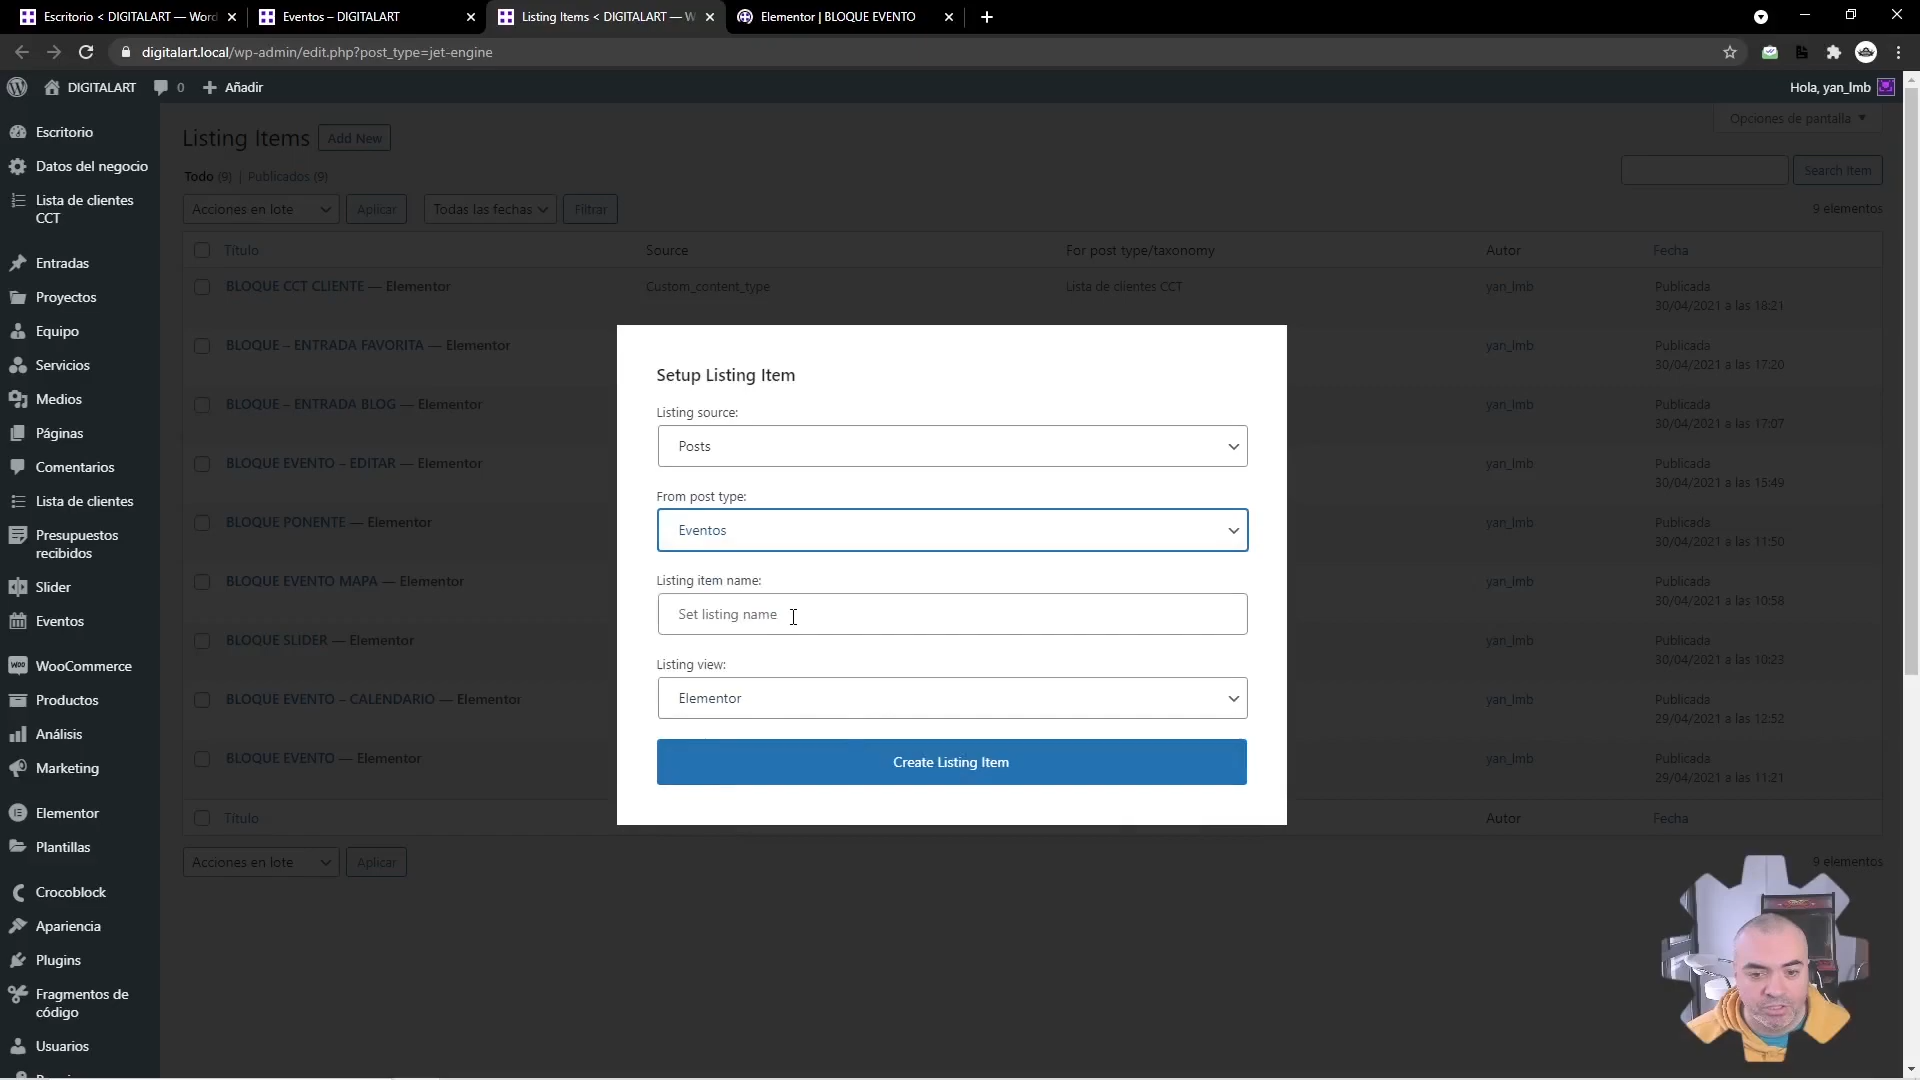 Escritorio < DIGITALART — Word
Eventos – DIGITALART
Listing Items < DIGITALART — W
Elementor | BLOQUE EVENTO
digitalart.local/wp-admin/edit.php?post_type=jet-engine
DIGITALART
0
Añadir
Hola, yan_lmb
Escritorio
Datos del negocio
Lista de clientes
CCT
Entradas
Proyectos
Equipo
Servicios
Medios
Páginas
Comentarios
Lista de clientes
Presupuestos
recibidos
Slider
Eventos
WooCommerce
Productos
Análisis
Marketing
Elementor
Plantillas
Crocoblock
Apariencia
Plugins
Fragmentos de
código
Usuarios
Listing Items
Add New
Opciones de pantalla
Todo (9) | Publicados (9)
Search Item
Acciones en lote
Aplicar
Todas las fechas
Filtrar
9 elementos
Título
Source
For post type/taxonomy
Autor
Fecha
BLOQUE CCT CLIENTE — Elementor
Custom_content_type
Lista de clientes CCT
yan_lmb
Publicada
30/04/2021 a las 18:21
BLOQUE – ENTRADA FAVORITA — Elementor
yan_lmb
Publicada
30/04/2021 a las 17:20
BLOQUE – ENTRADA BLOG — Elementor
yan_lmb
Publicada
30/04/2021 a las 17:07
BLOQUE EVENTO – EDITAR — Elementor
yan_lmb
Publicada
30/04/2021 a las 15:49
BLOQUE PONENTE — Elementor
yan_lmb
Publicada
30/04/2021 a las 11:50
BLOQUE EVENTO MAPA — Elementor
yan_lmb
Publicada
30/04/2021 a las 10:58
BLOQUE SLIDER — Elementor
yan_lmb
Publicada
30/04/2021 a las 10:23
BLOQUE EVENTO – CALENDARIO — Elementor
yan_lmb
Publicada
29/04/2021 a las 12:52
BLOQUE EVENTO — Elementor
yan_lmb
Publicada
29/04/2021 a las 11:21
Título
Autor
Fecha
Acciones en lote
Aplicar
9 elementos
Setup Listing Item
Listing source:
Posts
From post type:
Eventos
Listing item name:
Set listing name
Listing view:
Elementor
Create Listing Item